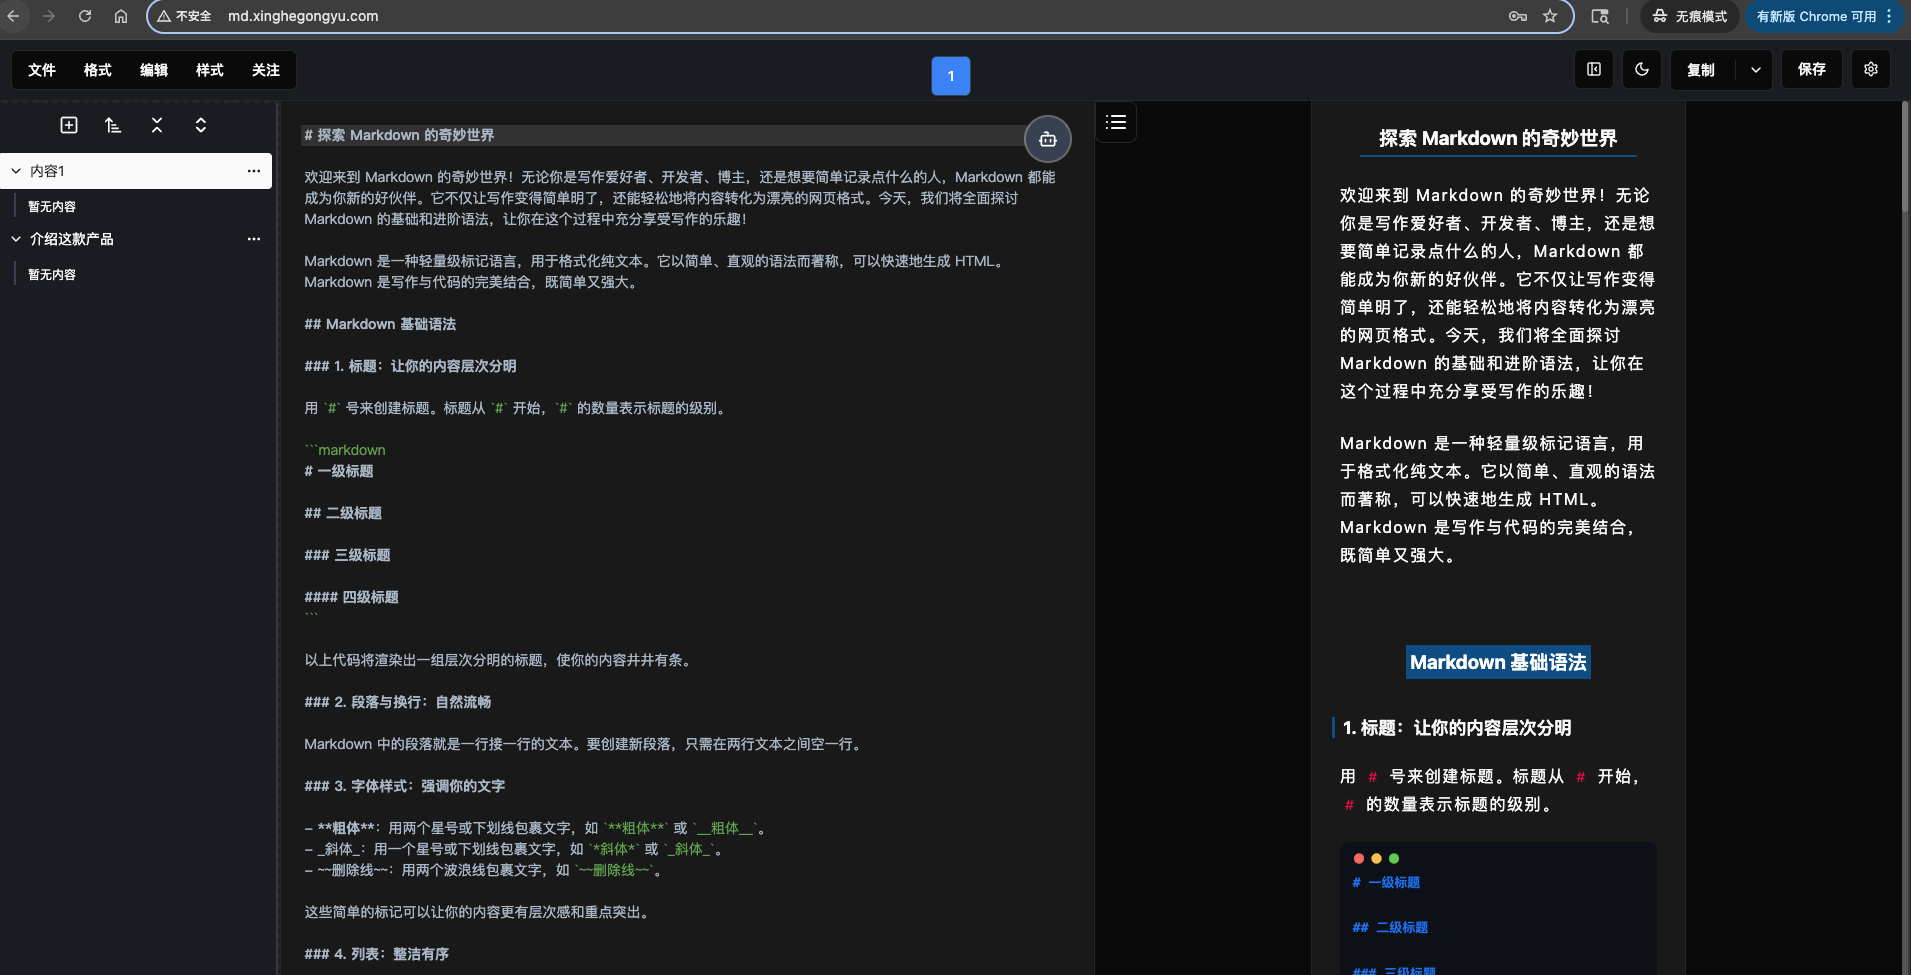 不安全 md.xinghegongyu.com 无痕模式 有新版 Chrome 可用
文件 格式 编辑 样式 关注 1 复制 保存
内容1
暂无内容
介绍这款产品
暂无内容
# 探索 Markdown 的奇妙世界
欢迎来到 Markdown 的奇妙世界！无论你是写作爱好者、开发者、博主，还是想要简单记录点什么的人，Markdown 都能
成为你新的好伙伴。它不仅让写作变得简单明了，还能轻松地将内容转化为漂亮的网页格式。今天，我们将全面探讨
Markdown 的基础和进阶语法，让你在这个过程中充分享受写作的乐趣！
Markdown 是一种轻量级标记语言，用于格式化纯文本。它以简单、直观的语法而著称，可以快速地生成 HTML。
Markdown 是写作与代码的完美结合，既简单又强大。
## Markdown 基础语法
### 1. 标题：让你的内容层次分明
用 `#` 号来创建标题。标题从 `#` 开始，`#` 的数量表示标题的级别。
```markdown
# 一级标题
## 二级标题
### 三级标题
#### 四级标题
```
以上代码将渲染出一组层次分明的标题，使你的内容井井有条。
### 2. 段落与换行：自然流畅
Markdown 中的段落就是一行接一行的文本。要创建新段落，只需在两行文本之间空一行。
### 3. 字体样式：强调你的文字
- **粗体**：用两个星号或下划线包裹文字，如 `**粗体**` 或 `__粗体__`。
- _斜体_：用一个星号或下划线包裹文字，如 `*斜体*` 或 `_斜体_`。
- ~~删除线~~：用两个波浪线包裹文字，如 `~~删除线~~`。
这些简单的标记可以让你的内容更有层次感和重点突出。
### 4. 列表：整洁有序
探索 Markdown 的奇妙世界
欢迎来到 Markdown 的奇妙世界！无论
你是写作爱好者、开发者、博主，还是想
要简单记录点什么的人，Markdown 都
能成为你新的好伙伴。它不仅让写作变得
简单明了，还能轻松地将内容转化为漂亮
的网页格式。今天，我们将全面探讨
Markdown 的基础和进阶语法，让你在
这个过程中充分享受写作的乐趣！
Markdown 是一种轻量级标记语言，用
于格式化纯文本。它以简单、直观的语法
而著称，可以快速地生成 HTML。
Markdown 是写作与代码的完美结合，
既简单又强大。
Markdown 基础语法
1. 标题：让你的内容层次分明
用 # 号来创建标题。标题从 # 开始，
# 的数量表示标题的级别。
# 一级标题
## 二级标题
### 三级标题